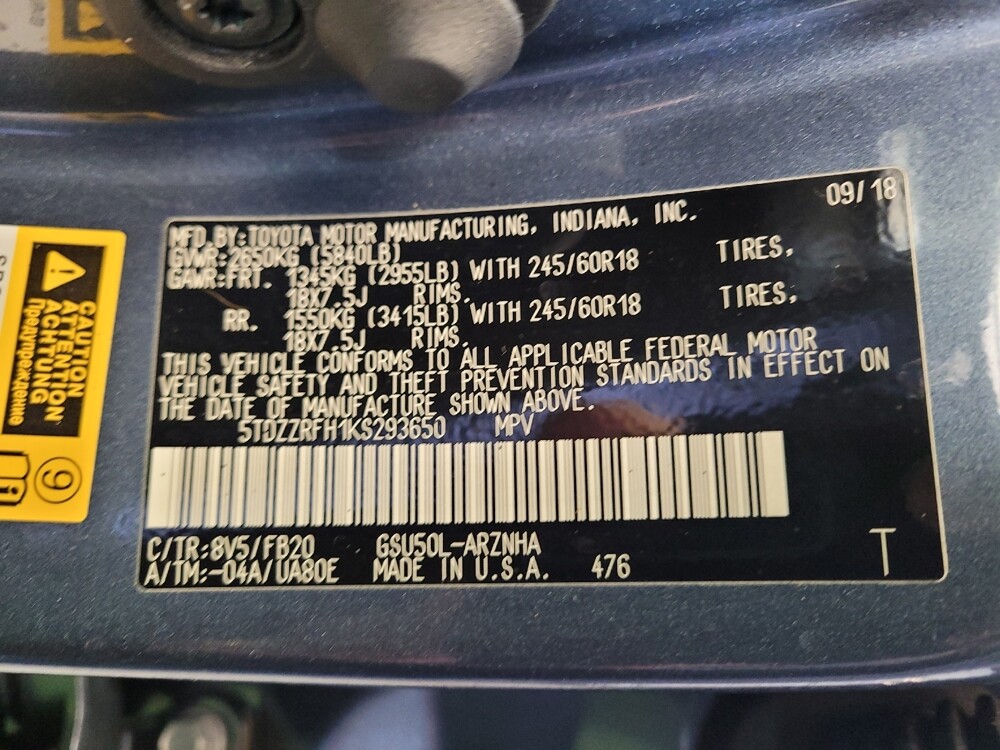 MFD.BY:TOYOTA MOTOR MANUFACTURING, INDIANA, INC. 09/18
GVWR:2650KG (5840LB)
GAWR:FRT. 1345KG (2955LB) WITH 245/60R18 TIRES,
18X7.5J RIMS.
RR. 1550KG (3415LB) WITH 245/60R18 TIRES,
18X7.5J RIMS.
THIS VEHICLE CONFORMS TO ALL APPLICABLE FEDERAL MOTOR
VEHICLE SAFETY AND THEFT PREVENTION STANDARDS IN EFFECT ON
THE DATE OF MANUFACTURE SHOWN ABOVE.
5TDZZRFH1KS293650 MPV
C/TR:8V5/FB20 GSU50L-ARZNHA
A/TM:-04A/UA80E MADE IN U.S.A. 476
T
CAUTION
ATTENTION
ACHTUNG
Предупреждение
9